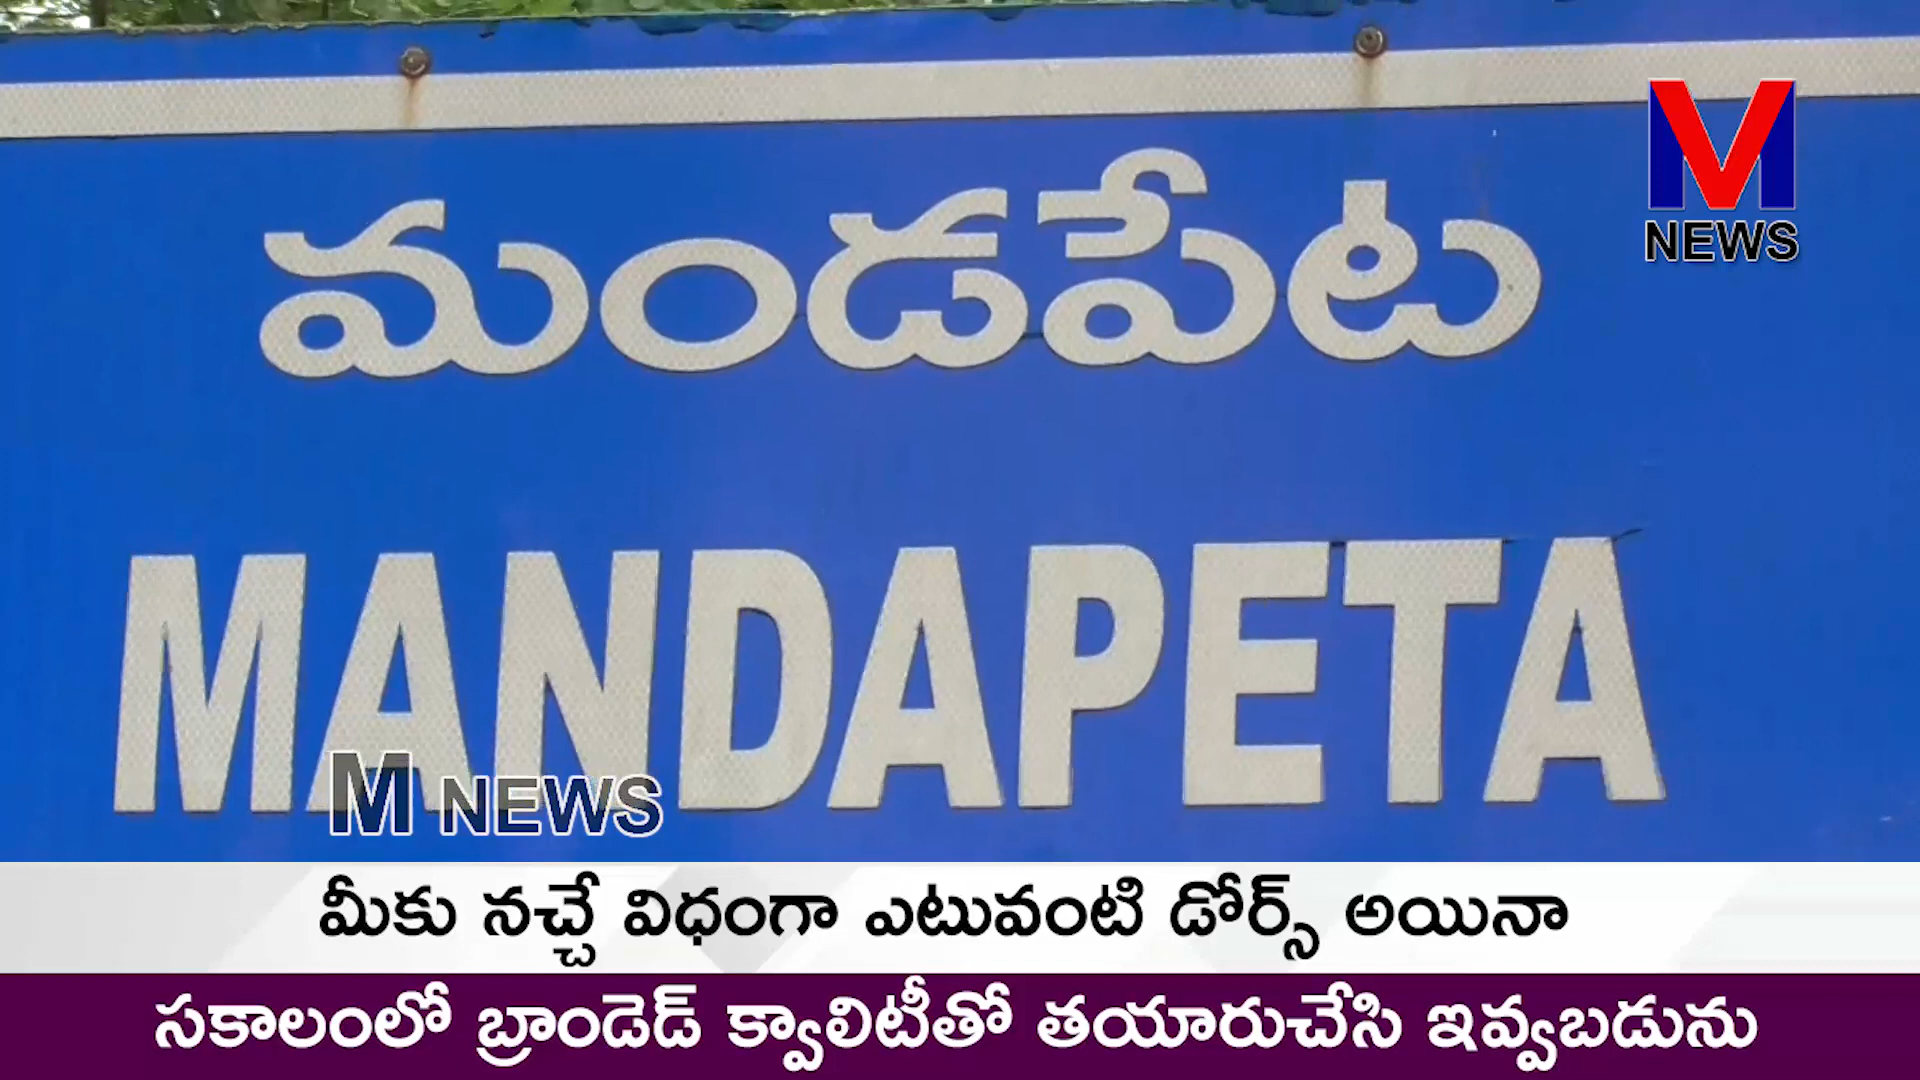 మండపేట
MANDAPETA
M
NEWS
M NEWS
మీకు నచ్చే విధంగా ఎటువంటి డోర్స్ అయినా
సకాలంలో బ్రాండెడ్ క్వాలిటీతో తయారుచేసి ఇవ్వబడును